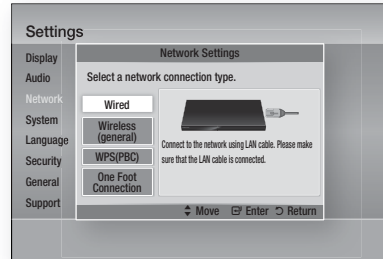 Settings
Display
Audio
Network
System
Language
Security
General
Support
Network Settings
Select a network connection type.
Wired
Wireless
(general)
WPS(PBC)
One Foot
Connection
Connect to the network using LAN cable. Please make
sure that the LAN cable is connected.
Move Enter Return